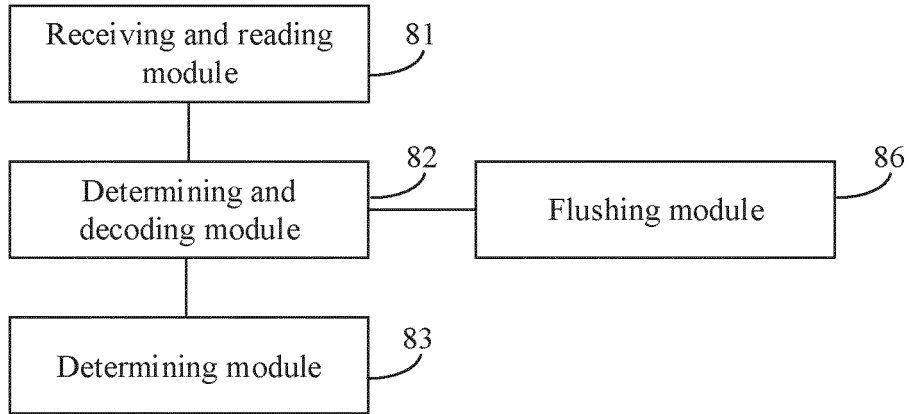 Receiving and reading
module
81
Determining and
decoding module
82
Flushing module
86
Determining module
83